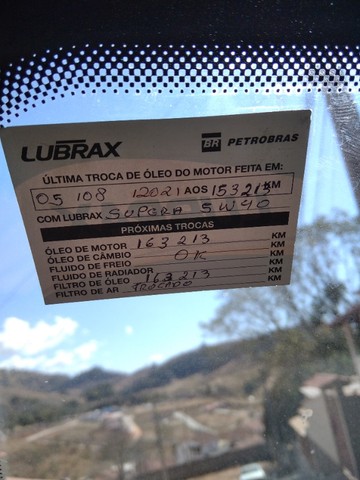 LUBRAX
BR PETROBRAS
ÚLTIMA TROCA DE ÓLEO DO MOTOR FEITA EM:
05 108 12021 AOS 153213 KM
COM LUBRAX SUPERA 5W40
PRÓXIMAS TROCAS
ÓLEO DE MOTOR 163213 KM
ÓLEO DE CÂMBIO KM
FLUIDO DE FREIO OK KM
FLUIDO DE RADIADOR KM
FILTRO DE ÓLEO 163213 KM
FILTRO DE AR TROCADO KM